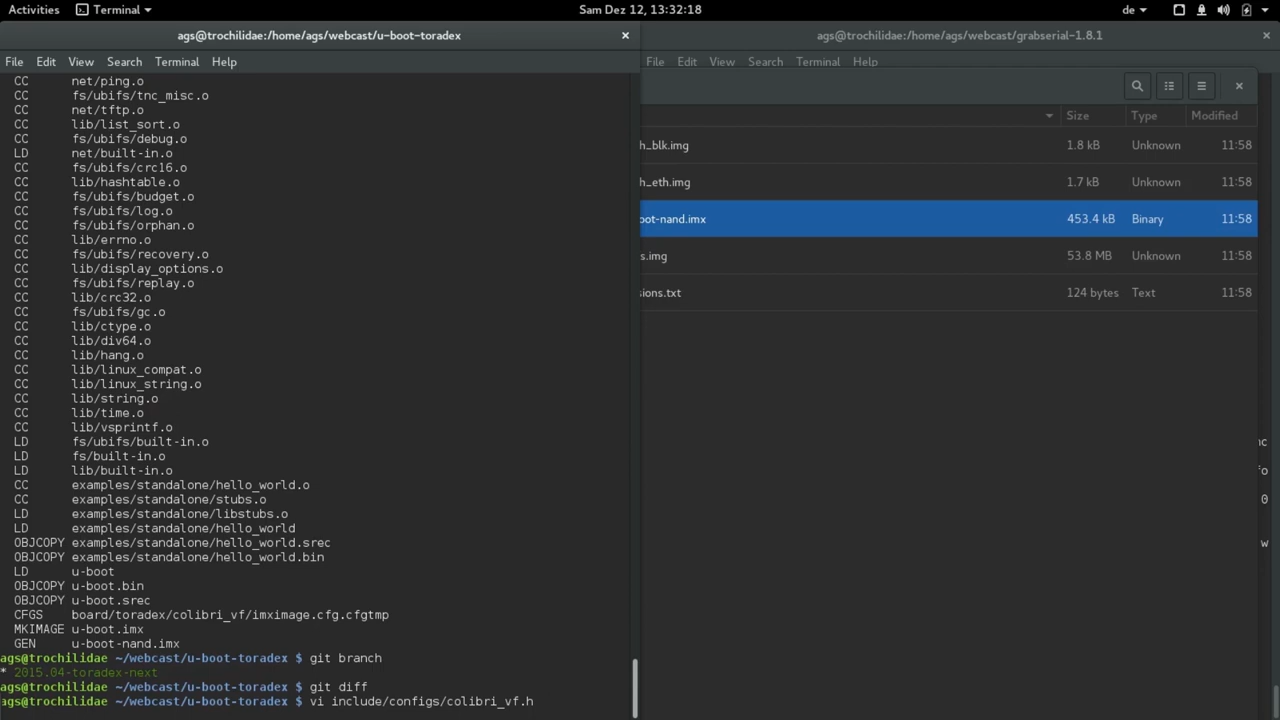 Activities Terminal Sam Dez 12, 13:32:18 de
ags@trochilidae:/home/ags/webcast/u-boot-toradex
File Edit View Search Terminal Help
CC net/ping.o
CC fs/ubifs/tnc_misc.o
CC net/tftp.o
CC lib/list_sort.o
CC fs/ubifs/debug.o
LD net/built-in.o
CC fs/ubifs/crc16.o
CC lib/hashtable.o
CC fs/ubifs/budget.o
CC fs/ubifs/log.o
CC fs/ubifs/orphan.o
CC lib/errno.o
CC fs/ubifs/recovery.o
CC lib/display_options.o
CC fs/ubifs/replay.o
CC lib/crc32.o
CC fs/ubifs/gc.o
CC lib/ctype.o
CC lib/div64.o
CC lib/hang.o
CC lib/linux_compat.o
CC lib/linux_string.o
CC lib/string.o
CC lib/time.o
CC lib/vsprintf.o
LD fs/ubifs/built-in.o
LD fs/built-in.o
LD lib/built-in.o
CC examples/standalone/hello_world.o
CC examples/standalone/stubs.o
LD examples/standalone/libstubs.o
LD examples/standalone/hello_world
OBJCOPY examples/standalone/hello_world.srec
OBJCOPY examples/standalone/hello_world.bin
LD u-boot
OBJCOPY u-boot.bin
OBJCOPY u-boot.srec
CFGS board/toradex/colibri_vf/imximage.cfg.cfgtmp
MKIMAGE u-boot.imx
GEN u-boot-nand.imx
ags@trochilidae ~/webcast/u-boot-toradex $ git branch
* 2015.04-toradex-next
ags@trochilidae ~/webcast/u-boot-toradex $ git diff
ags@trochilidae ~/webcast/u-boot-toradex $ vi include/configs/colibri_vf.h
ags@trochilidae:/home/ags/webcast/grabserial-1.8.1
File Edit View Search Terminal Help
Size Type Modified
h_blk.img 1.8 kB Unknown 11:58
h_eth.img 1.7 kB Unknown 11:58
oot-nand.imx 453.4 kB Binary 11:58
s.img 53.8 MB Unknown 11:58
sions.txt 124 bytes Text 11:58
nc
fo
0
w